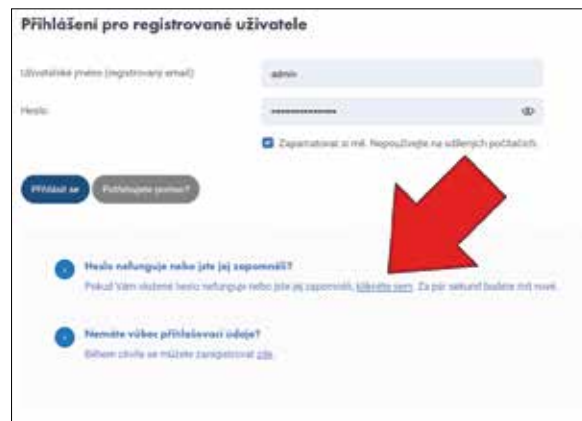 Přihlášení pro registrované uživatele
Uživatelské jméno (registrovaný email)
admin
Heslo
Zapamatovat si mě. Nepoužívejte na sdílených počítačích.
Přihlásit se
Potřebujete pomoc?
Heslo nefunguje nebo jste jej zapomněli?
Pokud Vám vložené heslo nefunguje nebo jste jej zapomněli, klikněte sem. Za pár sekund budete mít nové.
Nemáte vůbec přihlašovací údaje?
Během chvíle se můžete zaregistrovat zde.